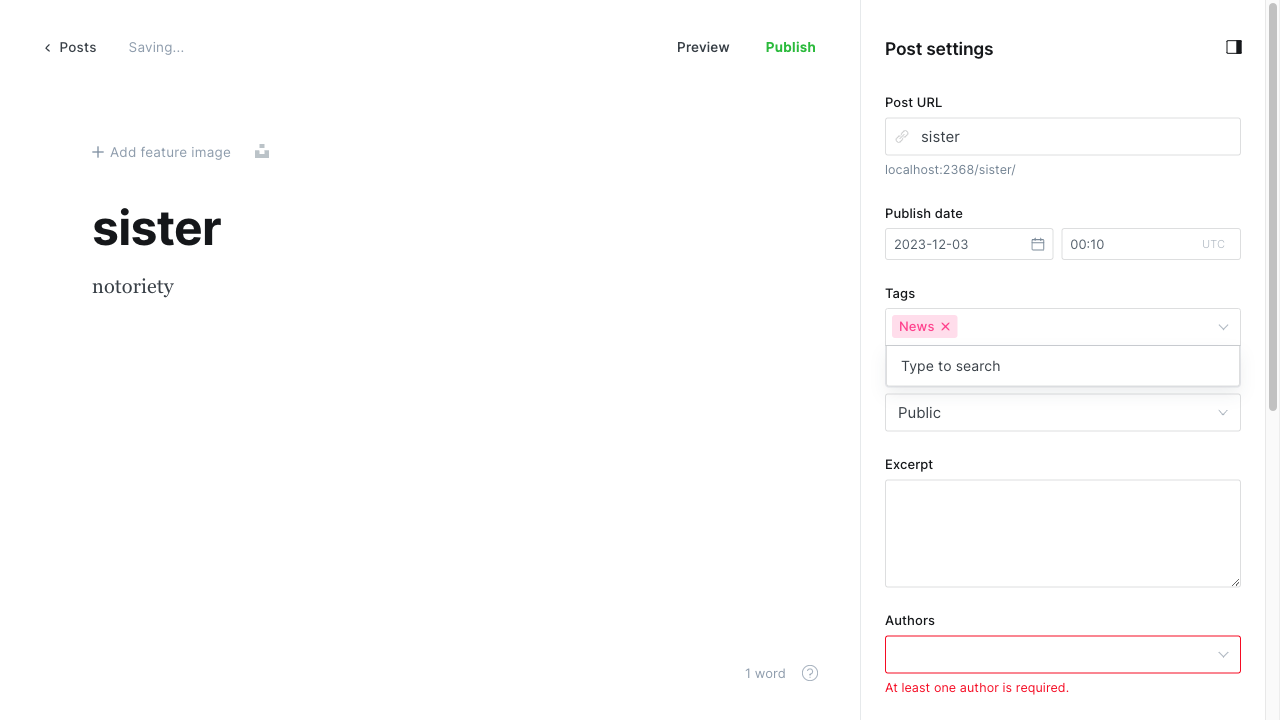 Posts
Saving...
Preview
Publish
Add feature image
sister
notoriety
1 word
?
Post settings
Post URL
sister
localhost:2368/sister/
Publish date
2023-12-03
00:10 UTC
Tags
News
Type to search
Public
Excerpt
Authors
At least one author is required.